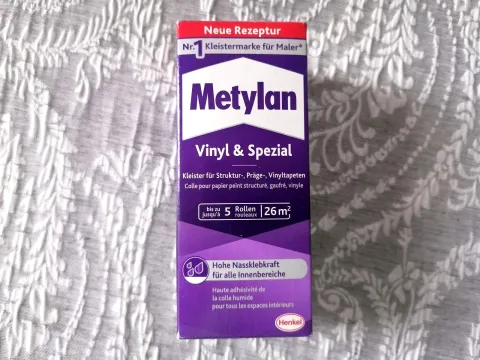 Neue Rezeptur
Nr.1 Kleistermarke für Maler*
Metylan
Vinyl & Spezial
Kleister für Struktur-, Präge-, Vinyltapeten
Colle pour papier peint structuré, gaufré, vinyle
bis zu jusqu'à 5 Rollen rouleaux | 26 m²
Hohe Nassklebkraft
für alle Innenbereiche
Haute adhésivité de
la colle humide
pour tous les espaces intérieurs
Henkel